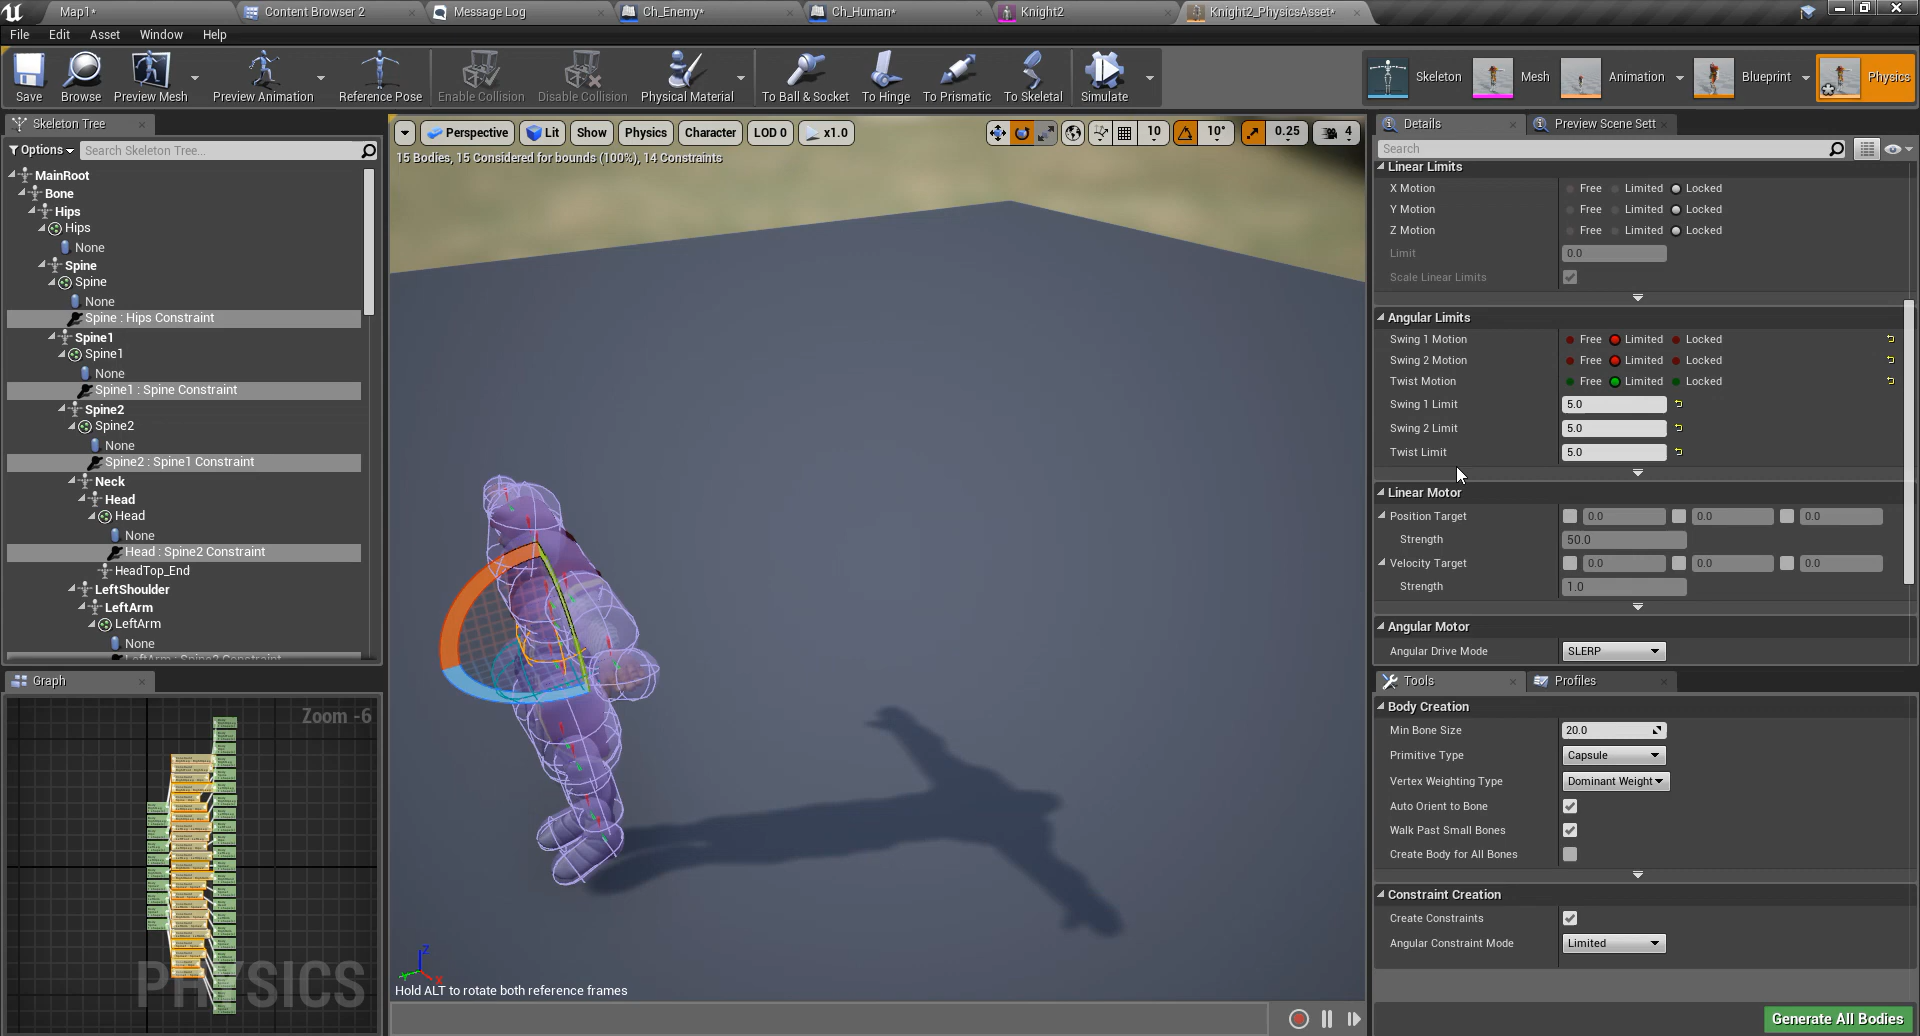 Map1*
Content Browser 2
Message Log
Ch_Enemy*
Ch_Human*
Knight2
Knight2_PhysicsAsset*
File Edit Asset Window Help
Save
Browse
Preview Mesh
Preview Animation
Reference Pose
Enable Collision
Disable Collision
Physical Material
To Ball & Socket
To Hinge
To Prismatic
To Skeletal
Simulate
Skeleton
Mesh
Animation
Blueprint
Physics
Skeleton Tree
Options
Search Skeleton Tree...
MainRoot
Bone
Hips
Hips
None
Spine
Spine
None
Spine : Hips Constraint
Spine1
Spine1
None
Spine1 : Spine Constraint
Spine2
Spine2
None
Spine2 : Spine1 Constraint
Neck
Head
Head
None
Head : Spine2 Constraint
HeadTop_End
LeftShoulder
LeftArm
LeftArm
None
LeftArm : Spine2 Constraint
Graph
Zoom -6
PHYSICS
Perspective Lit Show Physics Character LOD 0 x1.0
10 10° 0.25 4
15 Bodies, 15 Considered for bounds (100%), 14 Constraints
Z
X
Hold ALT to rotate both reference frames
Details
Preview Scene Sett
Search
Linear Limits
X Motion Free Limited Locked
Y Motion Free Limited Locked
Z Motion Free Limited Locked
Limit 0.0
Scale Linear Limits
Angular Limits
Swing 1 Motion Free Limited Locked
Swing 2 Motion Free Limited Locked
Twist Motion Free Limited Locked
Swing 1 Limit 5.0
Swing 2 Limit 5.0
Twist Limit 5.0
Linear Motor
Position Target 0.0 0.0 0.0
Strength 50.0
Velocity Target 0.0 0.0 0.0
Strength 1.0
Angular Motor
Angular Drive Mode SLERP
Tools
Profiles
Body Creation
Min Bone Size 20.0
Primitive Type Capsule
Vertex Weighting Type Dominant Weight
Auto Orient to Bone
Walk Past Small Bones
Create Body for All Bones
Constraint Creation
Create Constraints
Angular Constraint Mode Limited
Generate All Bodies